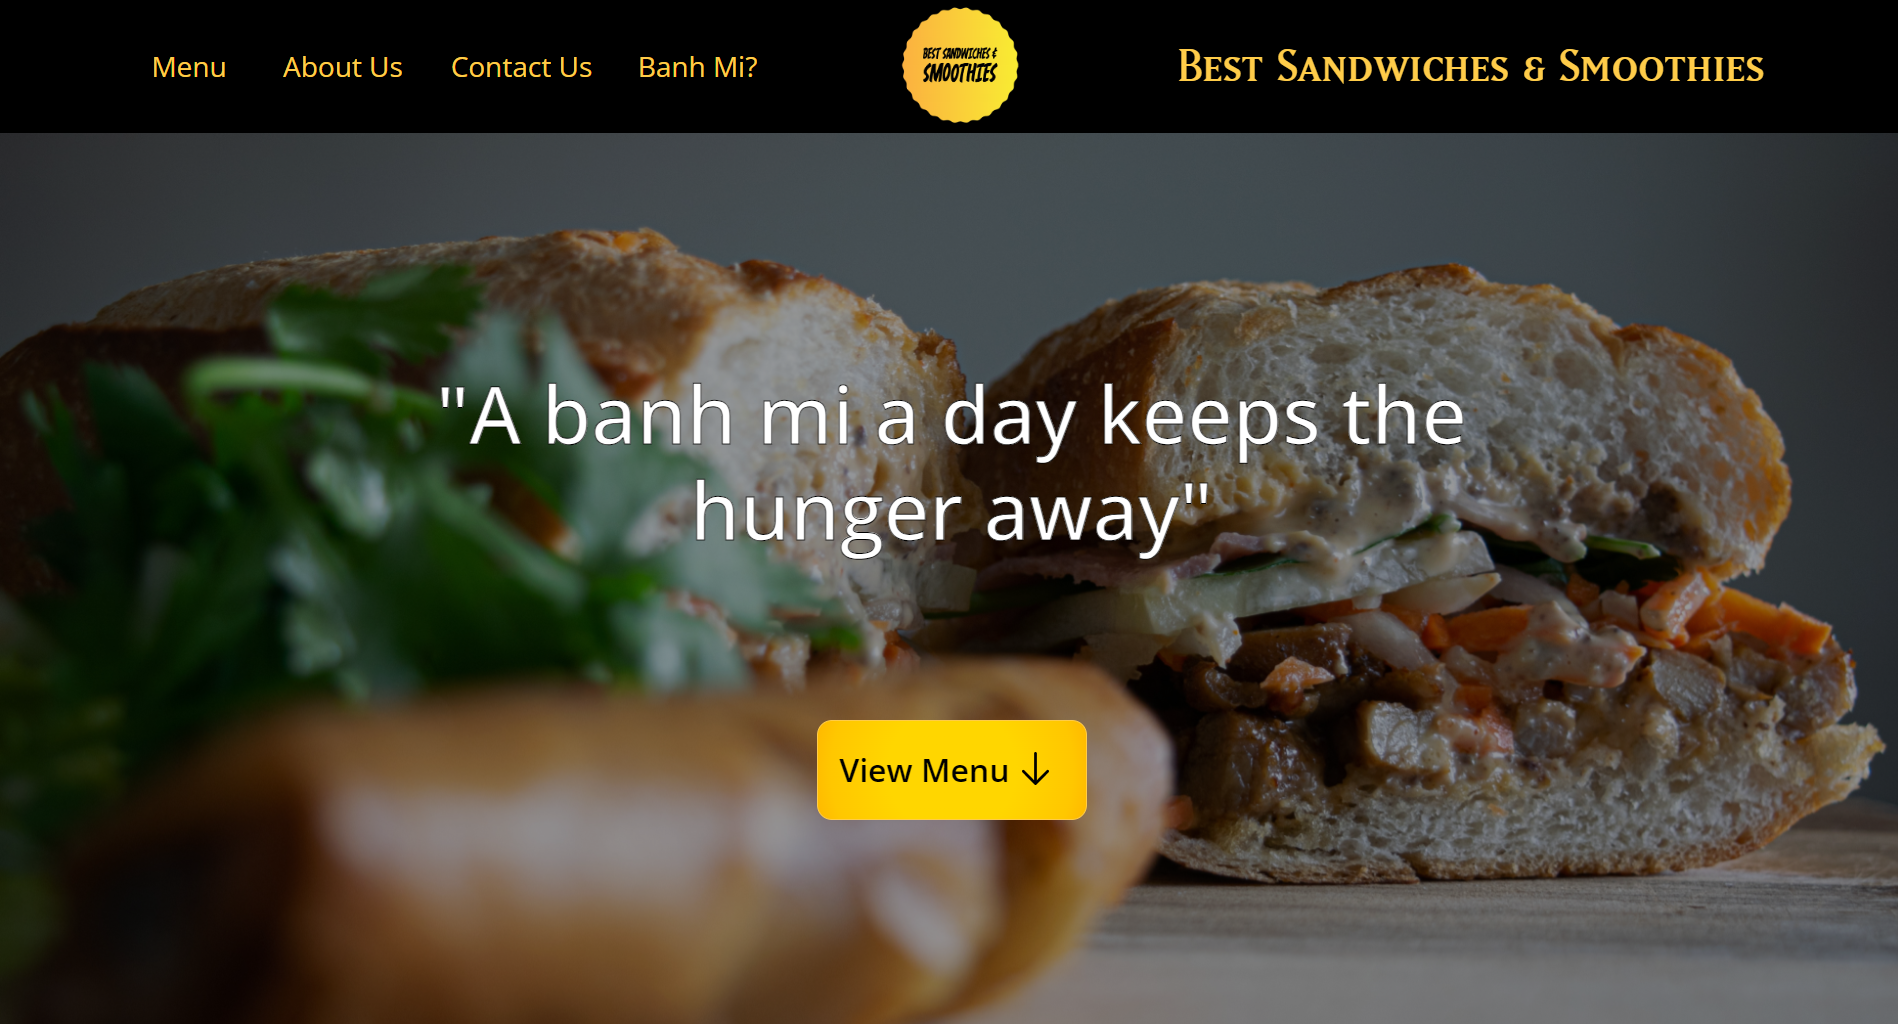 Menu
About Us
Contact Us
Banh Mi?
BEST SANDWICHES &
SMOOTHIES
Best Sandwiches & Smoothies
"A banh mi a day keeps the
hunger away"
View Menu ↓